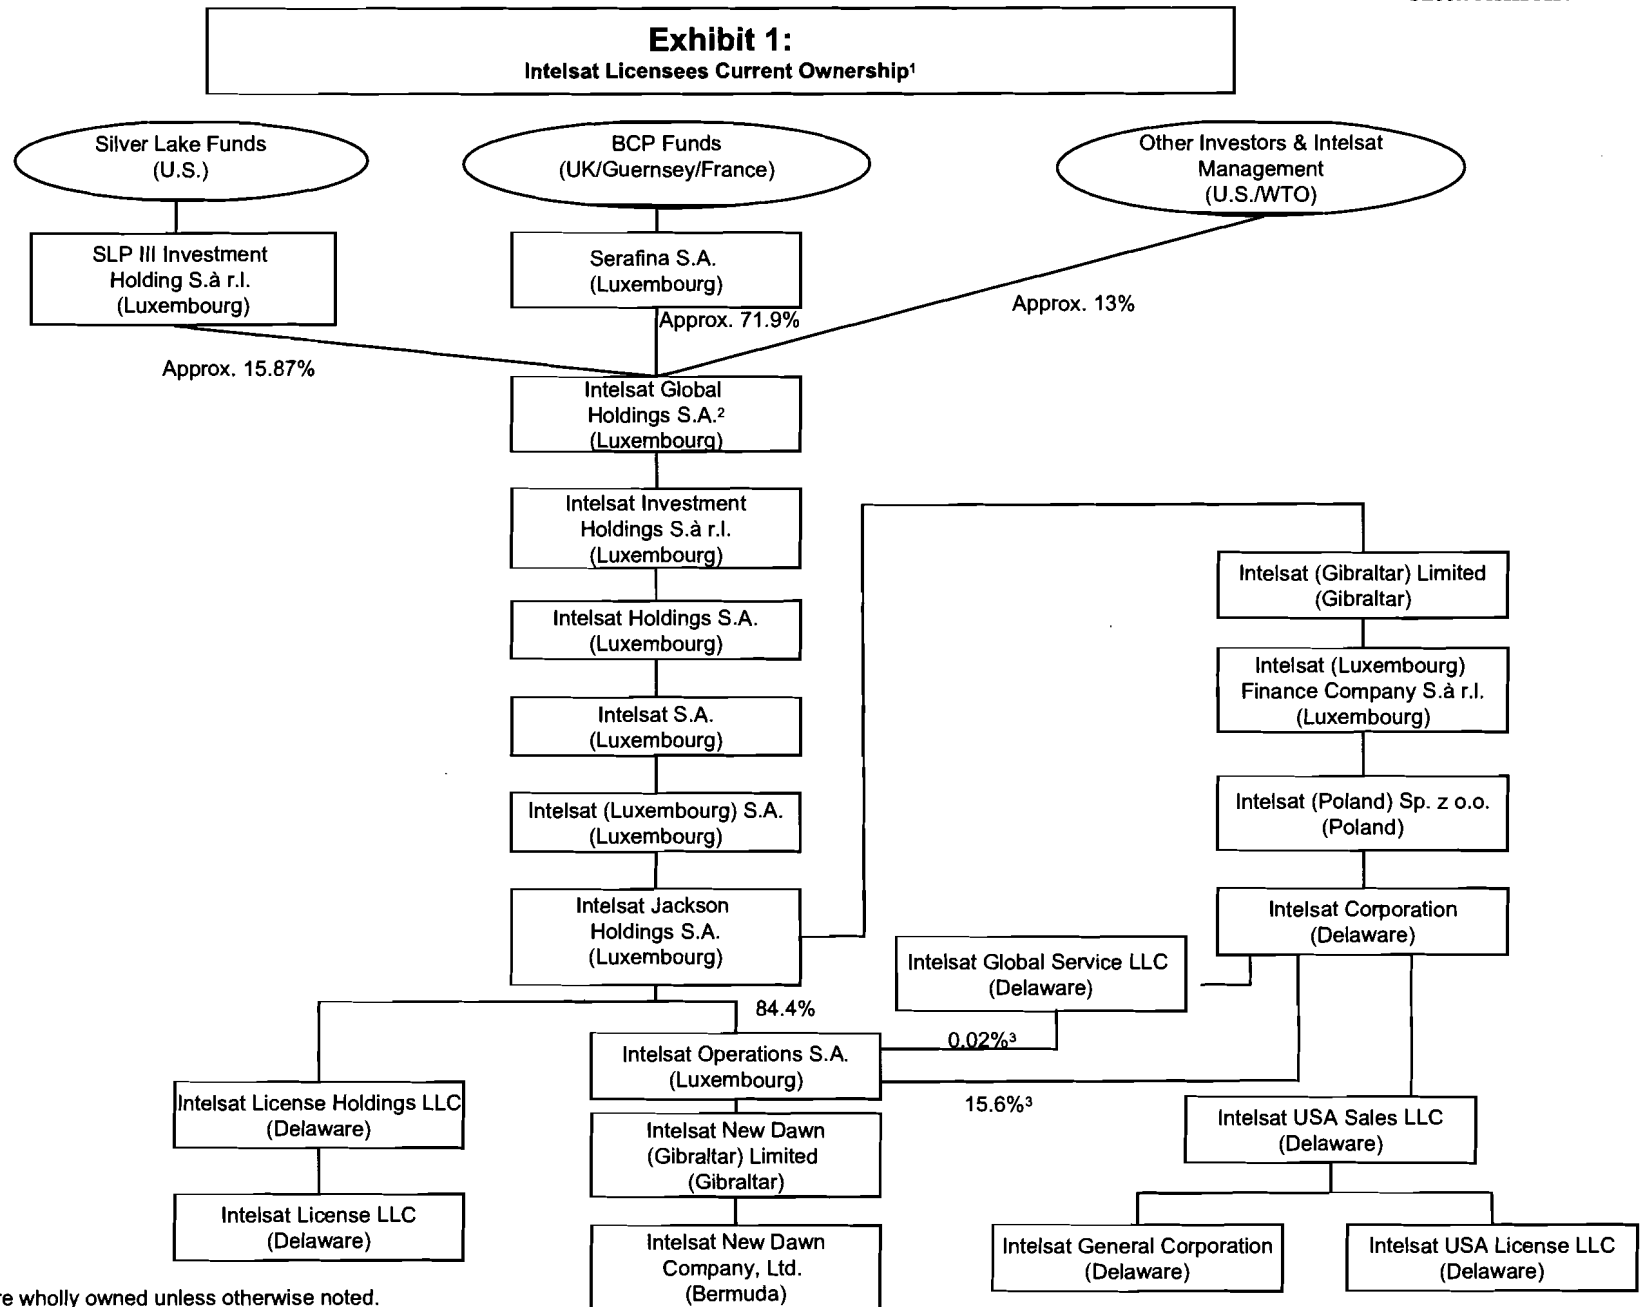 Exhibit 1:
Intelsat Licensees Current Ownership¹
Silver Lake Funds
(U.S.)
BCP Funds
(UK/Guernsey/France)
Other Investors & Intelsat
Management
(U.S./WTO)
SLP III Investment
Holding S.à r.l.
(Luxembourg)
Serafina S.A.
(Luxembourg)
Approx. 13%
Approx. 71.9%
Approx. 15.87%
Intelsat Global
Holdings S.A.²
(Luxembourg)
Intelsat Investment
Holdings S.à r.l.
(Luxembourg)
Intelsat Holdings S.A.
(Luxembourg)
Intelsat S.A.
(Luxembourg)
Intelsat (Luxembourg) S.A.
(Luxembourg)
Intelsat Jackson
Holdings S.A.
(Luxembourg)
Intelsat (Gibraltar) Limited
(Gibraltar)
Intelsat (Luxembourg)
Finance Company S.à r.l.
(Luxembourg)
Intelsat (Poland) Sp. z o.o.
(Poland)
Intelsat Corporation
(Delaware)
Intelsat Global Service LLC
(Delaware)
84.4%
0.02%³
Intelsat Operations S.A.
(Luxembourg)
15.6%³
Intelsat License Holdings LLC
(Delaware)
Intelsat New Dawn
(Gibraltar) Limited
(Gibraltar)
Intelsat USA Sales LLC
(Delaware)
Intelsat License LLC
(Delaware)
Intelsat New Dawn
Company, Ltd.
(Bermuda)
Intelsat General Corporation
(Delaware)
Intelsat USA License LLC
(Delaware)
wholly owned unless otherwise noted.